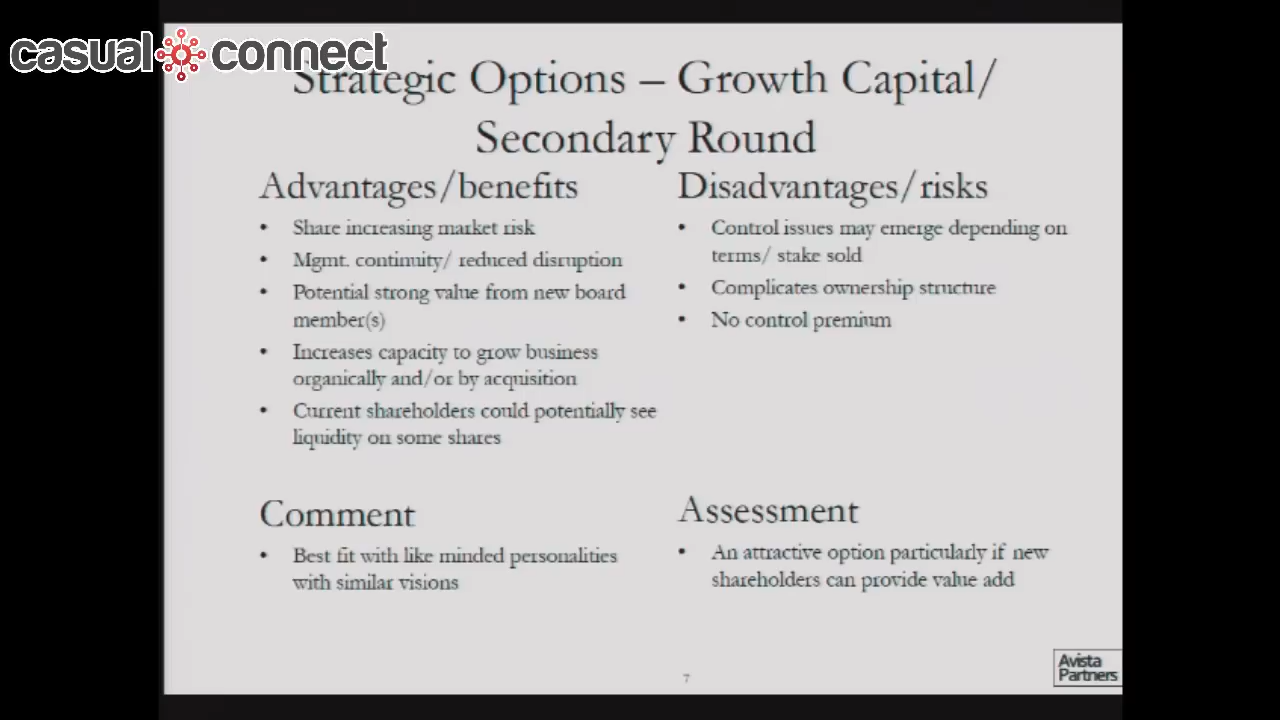 casual connect
Strategic Options – Growth Capital/
Secondary Round
Advantages/benefits
• Share increasing market risk
• Mgmt. continuity/ reduced disruption
• Potential strong value from new board
member(s)
• Increases capacity to grow business
organically and/or by acquisition
• Current shareholders could potentially see
liquidity on some shares
Disadvantages/risks
• Control issues may emerge depending on
terms/ stake sold
• Complicates ownership structure
• No control premium
Comment
• Best fit with like minded personalities
with similar visions
Assessment
• An attractive option particularly if new
shareholders can provide value add
7
Avista
Partners